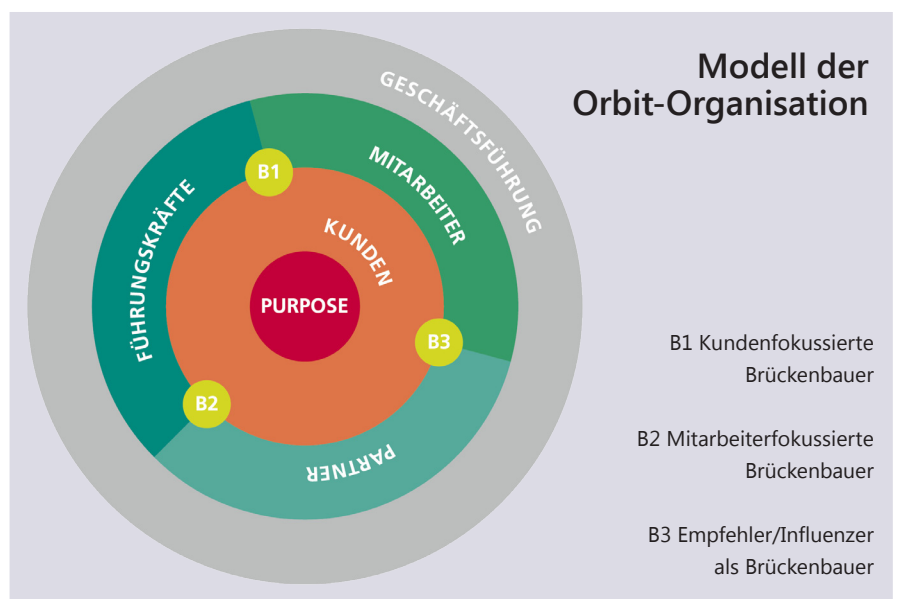 Modell der
Orbit-Organisation
GESCHÄFTSFÜHRUNG
MITARBEITER
FÜHRUNGSKRÄFTE
KUNDEN
PURPOSE
PARTNER
B1
B3
B2
B1 Kundenfokussierte
Brückenbauer
B2 Mitarbeiterfokussierte
Brückenbauer
B3 Empfehler/Influenzer
als Brückenbauer